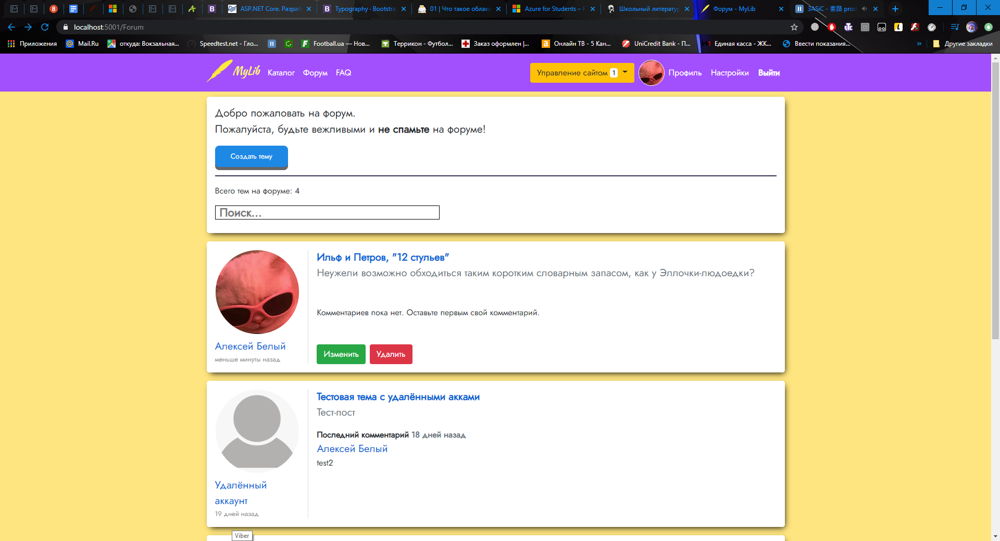 8
ASP.NET Core. Разраб
Typography · Bootstra
01 | Что такое облако
Azure for Students – F
Школьный литератур
Форум - MyLib
3ASiC - 套路 prod
localhost:5001/Forum
Приложения
Mail.Ru
откуда: Вокзальная...
Speedtest.net - Гло...
Football.ua — Нов...
Террикон - Футбол...
Заказ оформлен |...
Онлайн ТВ - 5 Кан...
UniCredit Bank - П...
Единая касса - ЖК...
Ввести показания...
»
Другие закладки
MyLib
Каталог
Форум
FAQ
Управление сайтом 1
Профиль
Настройки
Выйти
Добро пожаловать на форум.
Пожалуйста, будьте вежливыми и не спамьте на форуме!
Создать тему
Всего тем на форуме: 4
Поиск...
Ильф и Петров, "12 стульев"
Неужели возможно обходиться таким коротким словарным запасом, как у Эллочки-людоедки?
Комментариев пока нет. Оставьте первым свой комментарий.
Алексей Белый
меньше минуты назад
Изменить
Удалить
Тестовая тема с удалёнными акками
Тест-пост
Последний комментарий 18 дней назад
Алексей Белый
test2
Удалённый
аккаунт
19 дней назад
Viber